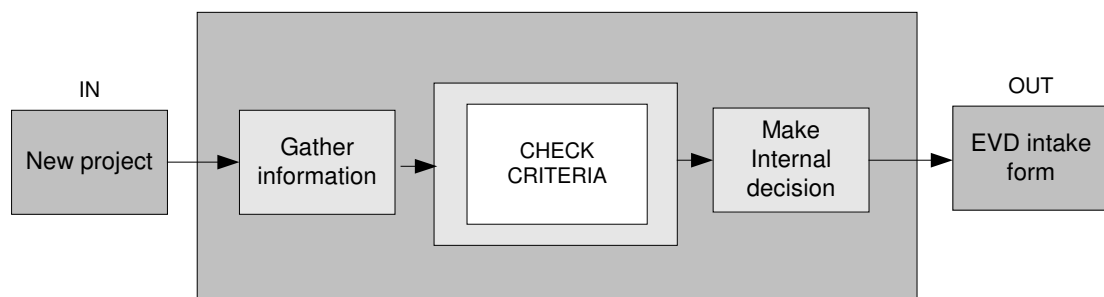 IN
New project
Gather
information
CHECK
CRITERIA
Make
Internal
decision
OUT
EVD intake
form